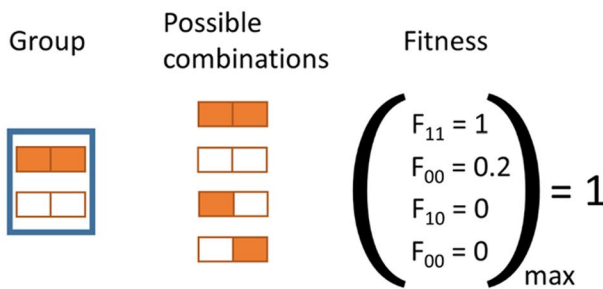 Group
Possible
combinations
Fitness
F₁₁ = 1
F₀₀ = 0.2
F₁₀ = 0
F₀₀ = 0
max
= 1